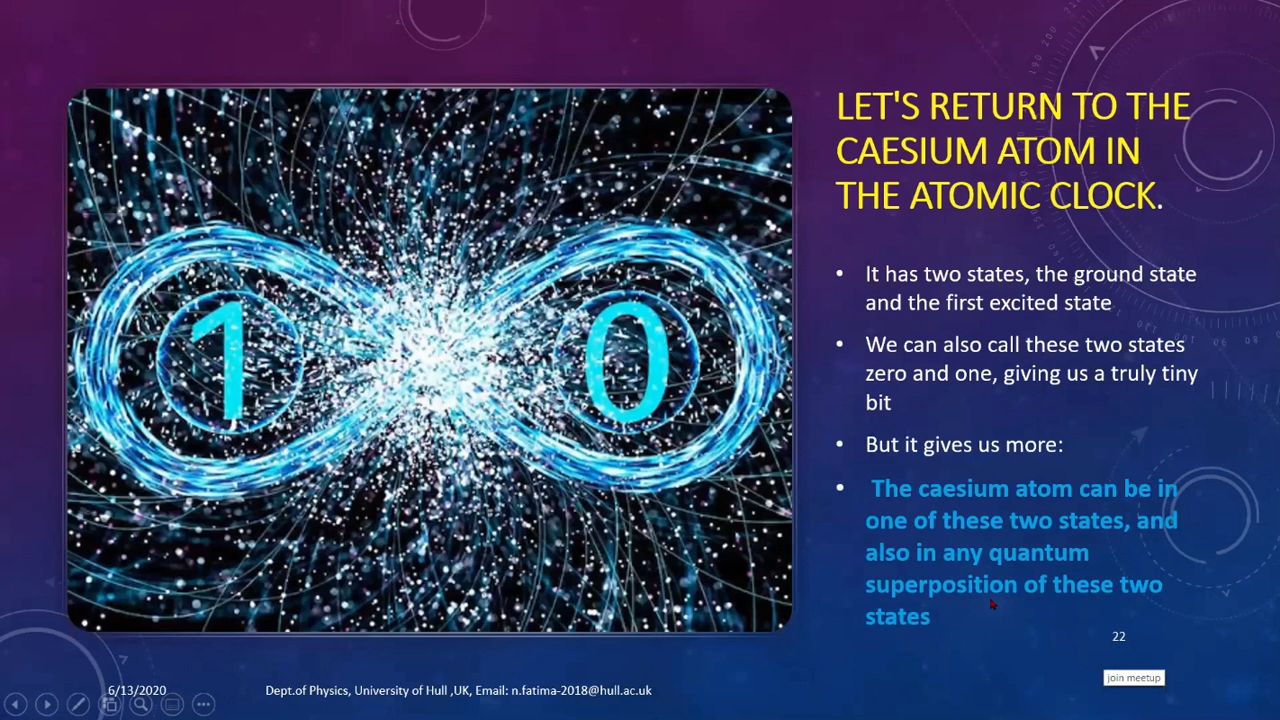 LET'S RETURN TO THE
CAESIUM ATOM IN
THE ATOMIC CLOCK.
1
0
• It has two states, the ground state
and the first excited state
• We can also call these two states
zero and one, giving us a truly tiny
bit
• But it gives us more:
• The caesium atom can be in
one of these two states, and
also in any quantum
superposition of these two
states
22
join meetup
6/13/2020
Dept.of Physics, University of Hull ,UK, Email: n.fatima-2018@hull.ac.uk